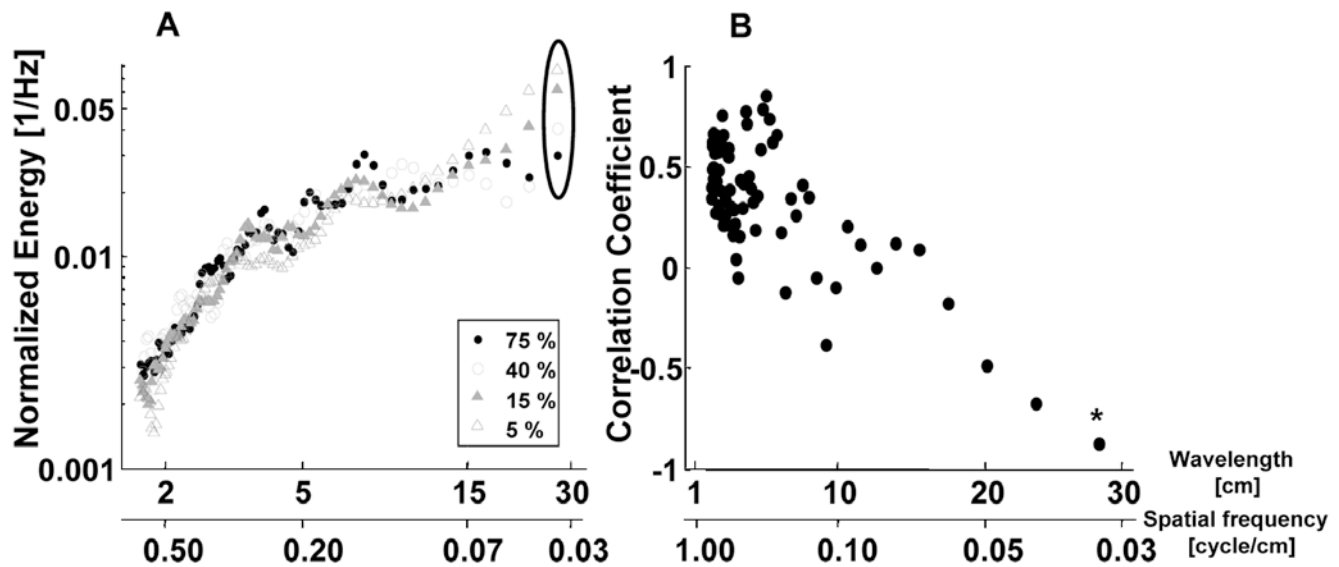 A
B
Normalized Energy [1/Hz]
0.05
0.01
0.001
75 %
40 %
15 %
5 %
2 5 15 30
0.50 0.20 0.07 0.03
Correlation Coefficient
1
0.5
0
-0.5
-1
*
1 10 20 30
Wavelength
[cm]
1.00 0.10 0.05 0.03
Spatial frequency
[cycle/cm]